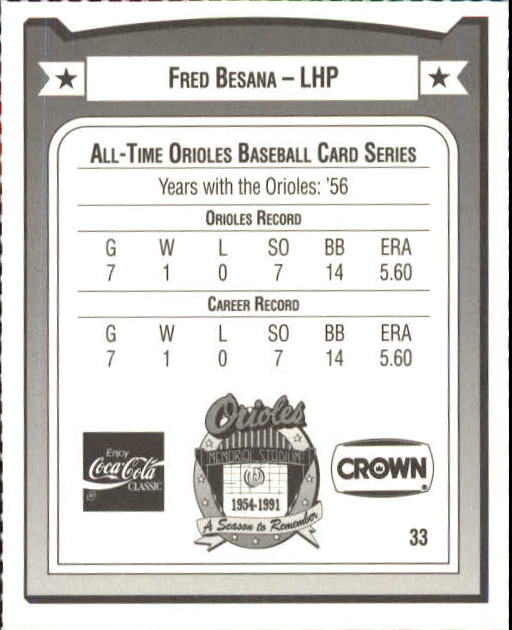 FRED BESANA – LHP
ALL-TIME ORIOLES BASEBALL CARD SERIES
Years with the Orioles: '56
ORIOLES RECORD
G W L SO BB ERA
7 1 0 7 14 5.60
CAREER RECORD
G W L SO BB ERA
7 1 0 7 14 5.60
Orioles
MEMORIAL STADIUM
1954-1991
A Season to Remember
Enjoy
Coca-Cola
CLASSIC
®
CROWN
®
33